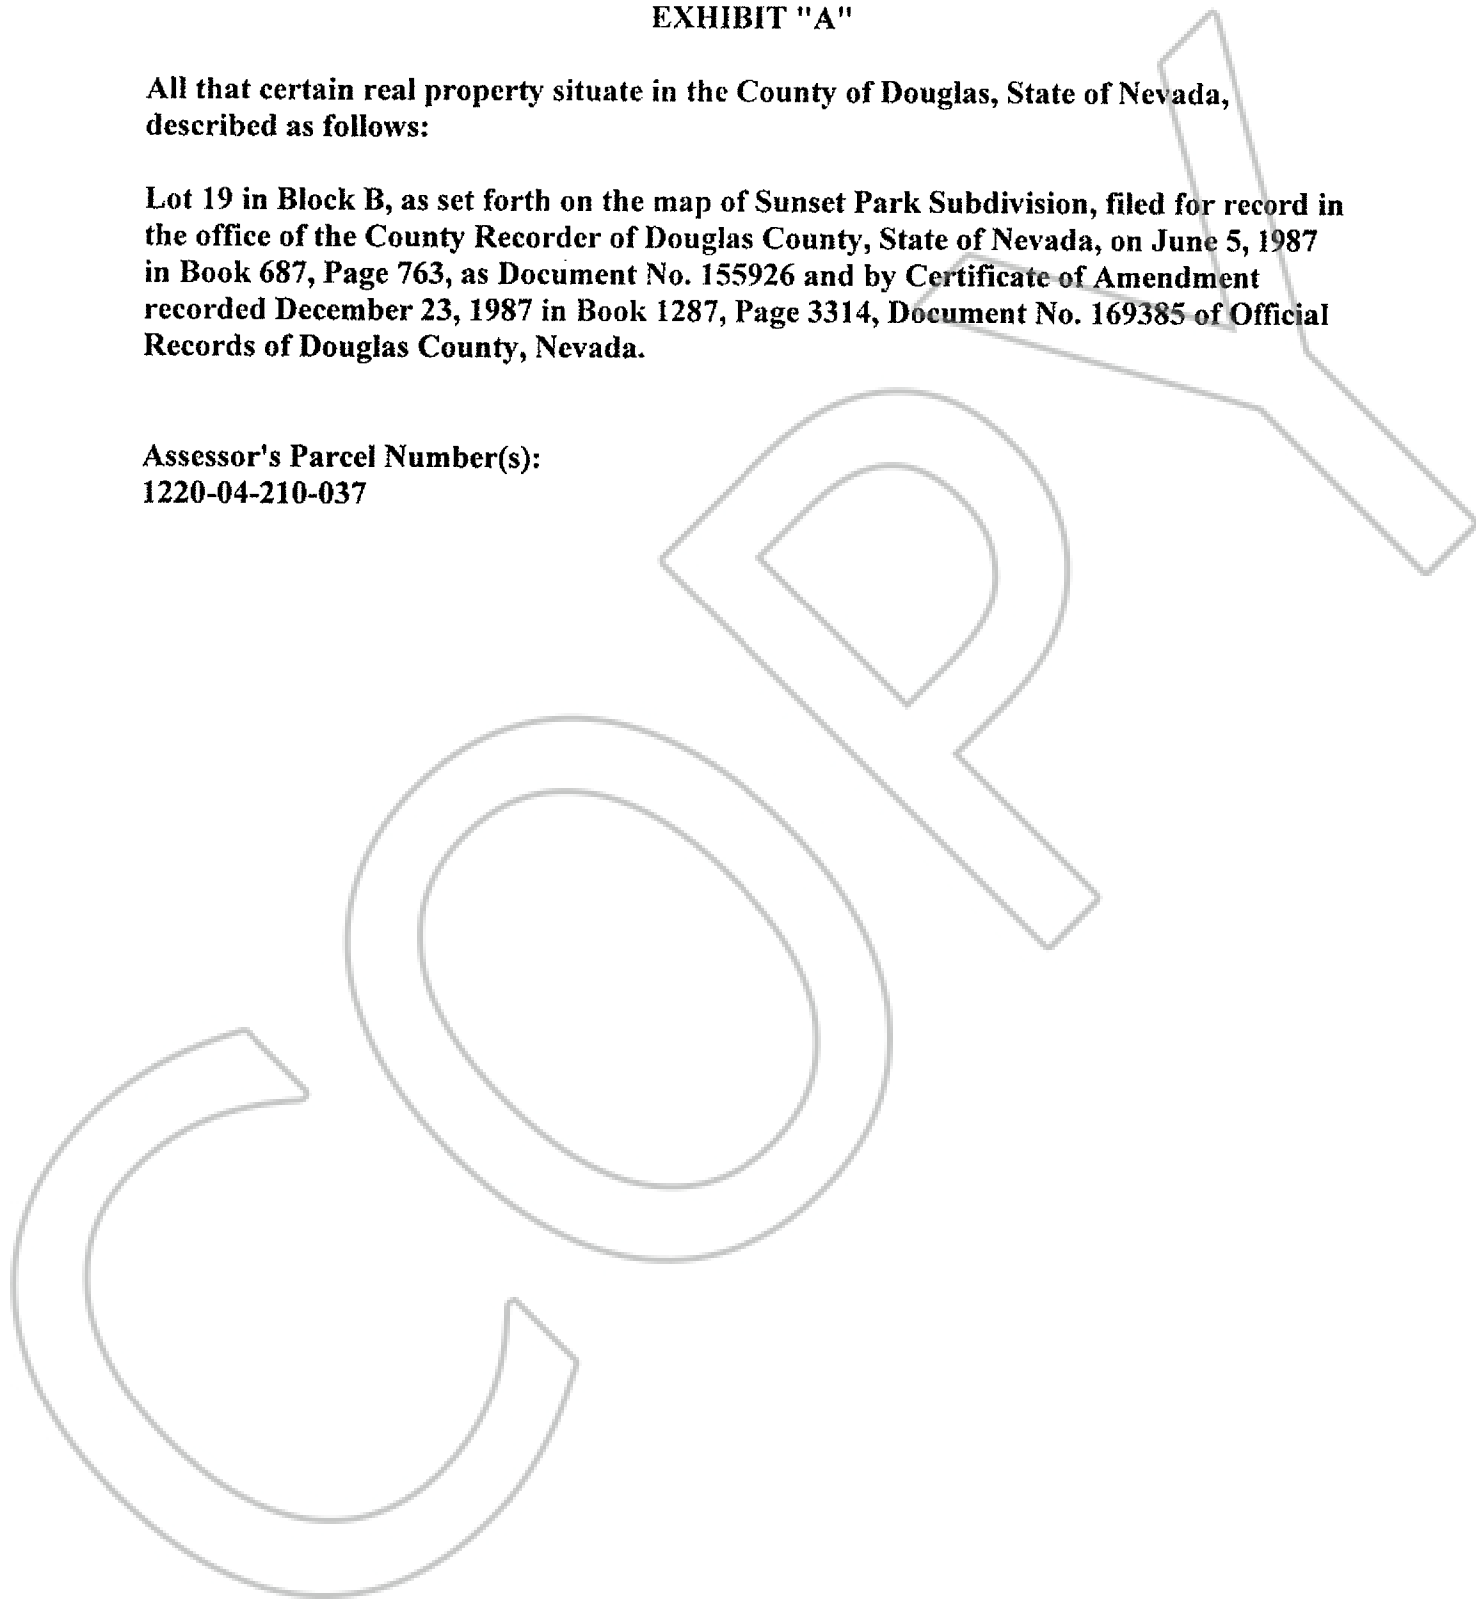 EXHIBIT "A"
All that certain real property situate in the County of Douglas, State of Nevada,
described as follows:
Lot 19 in Block B, as set forth on the map of Sunset Park Subdivision, filed for record in
the office of the County Recorder of Douglas County, State of Nevada, on June 5, 1987
in Book 687, Page 763, as Document No. 155926 and by Certificate of Amendment
recorded December 23, 1987 in Book 1287, Page 3314, Document No. 169385 of Official
Records of Douglas County, Nevada.
Assessor's Parcel Number(s):
1220-04-210-037
COPY